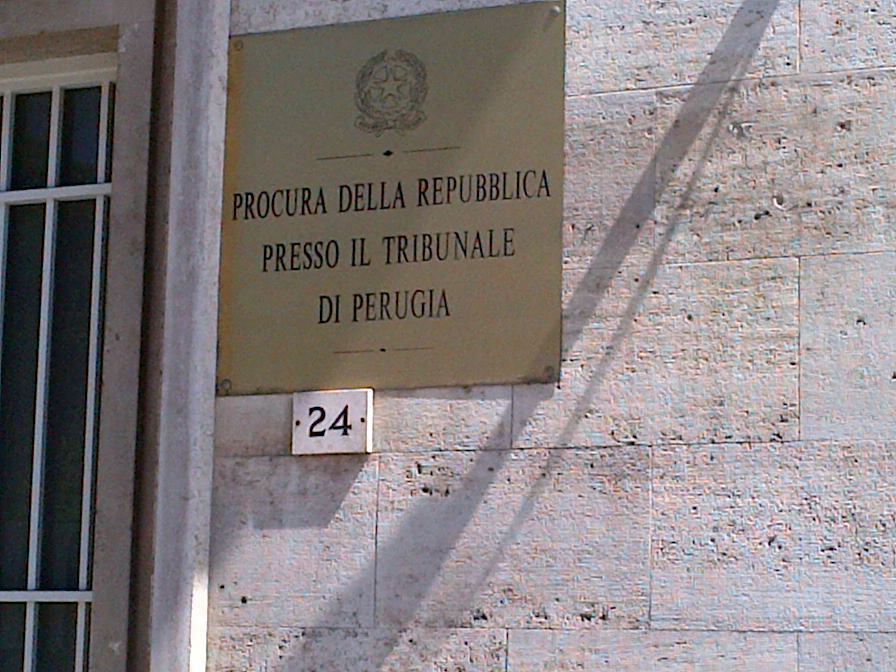 PROCURA DELLA REPUBBLICA
PRESSO IL TRIBUNALE
DI PERUGIA
24